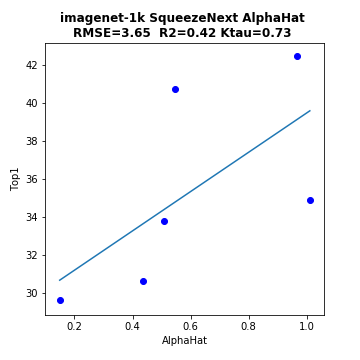 imagenet-1k SqueezeNext AlphaHat
RMSE=3.65 R2=0.42 Ktau=0.73
42
40
38
36
34
32
30
Top1
0.2 0.4 0.6 0.8 1.0
AlphaHat